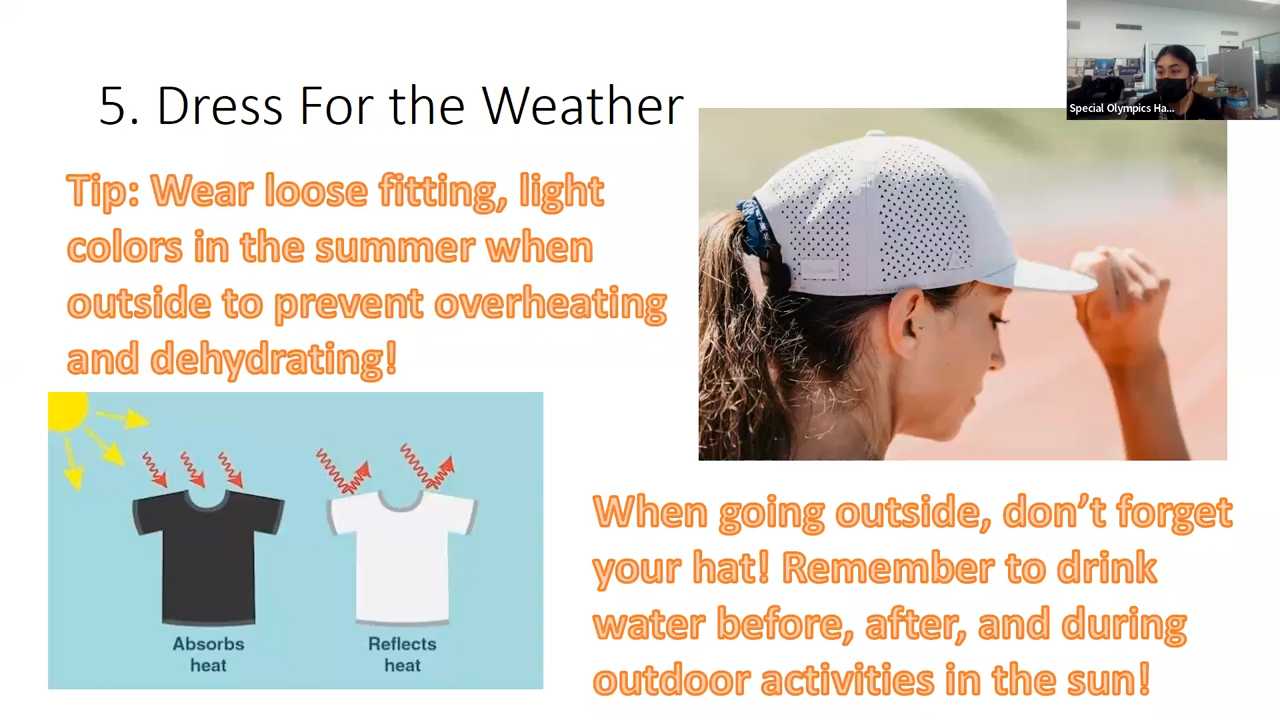 Special Olympics Ha...
5. Dress For the Weather
Tip: Wear loose fitting, light
colors in the summer when
outside to prevent overheating
and dehydrating!
Absorbs
heat
Reflects
heat
When going outside, don’t forget
your hat! Remember to drink
water before, after, and during
outdoor activities in the sun!